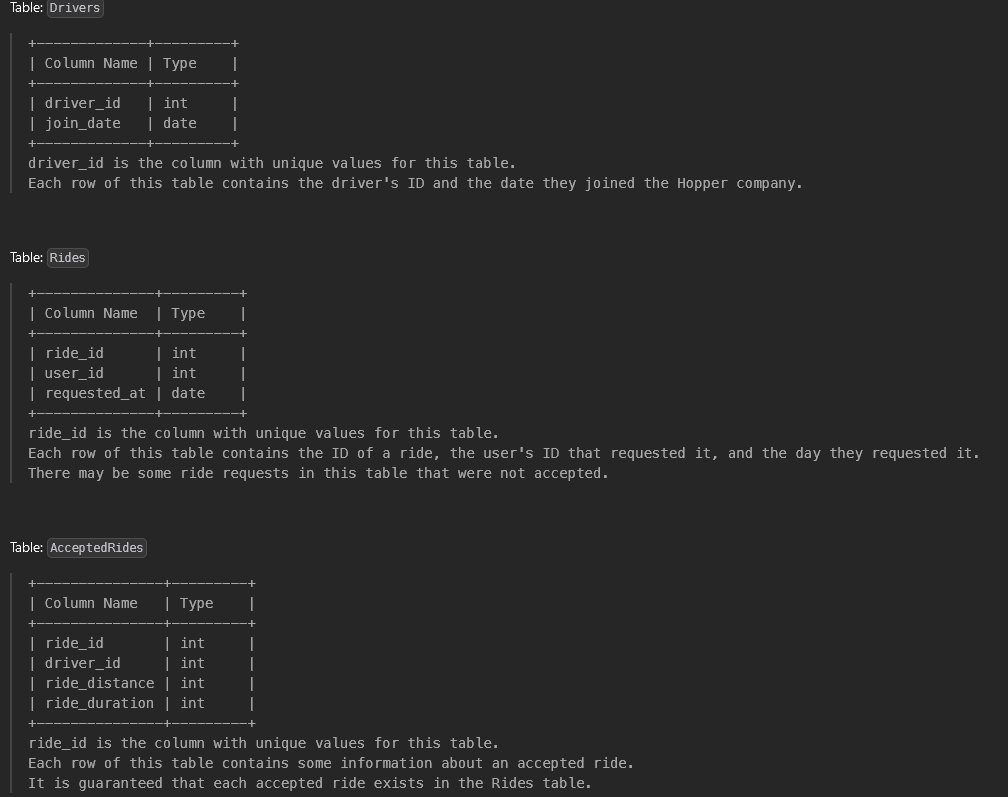 Table: Drivers
+-------------+---------+
| Column Name | Type    |
+-------------+---------+
| driver_id   | int     |
| join_date   | date    |
+-------------+---------+
driver_id is the column with unique values for this table.
Each row of this table contains the driver's ID and the date they joined the Hopper company.
Table: Rides
+--------------+---------+
| Column Name  | Type    |
+--------------+---------+
| ride_id      | int     |
| user_id      | int     |
| requested_at | date    |
+--------------+---------+
ride_id is the column with unique values for this table.
Each row of this table contains the ID of a ride, the user's ID that requested it, and the day they requested it.
There may be some ride requests in this table that were not accepted.
Table: AcceptedRides
+---------------+---------+
| Column Name   | Type    |
+---------------+---------+
| ride_id       | int     |
| driver_id     | int     |
| ride_distance | int     |
| ride_duration | int     |
+---------------+---------+
ride_id is the column with unique values for this table.
Each row of this table contains some information about an accepted ride.
It is guaranteed that each accepted ride exists in the Rides table.